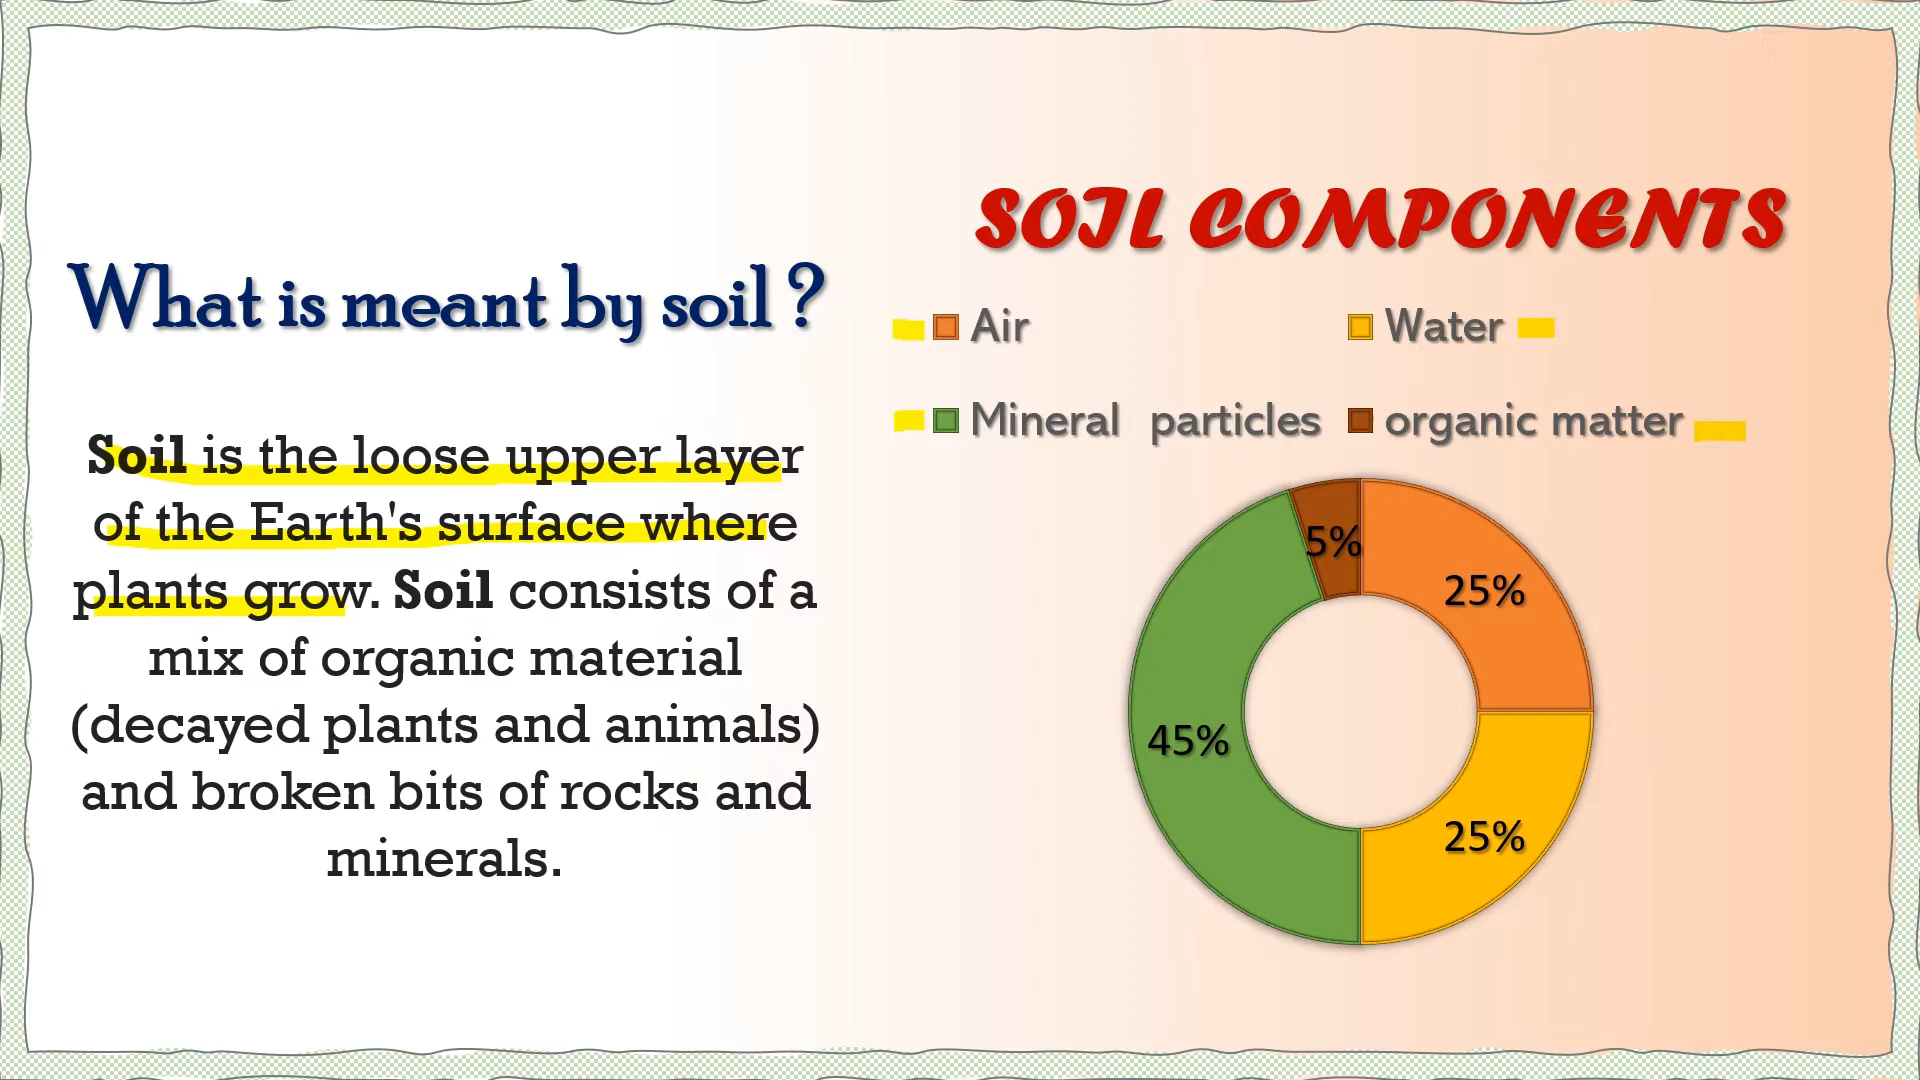 What is meant by soil ?
Soil is the loose upper layer
of the Earth's surface where
plants grow. Soil consists of a
mix of organic material
(decayed plants and animals)
and broken bits of rocks and
minerals.
SOIL COMPONENTS
Air
Water
Mineral particles
organic matter
5%
25%
45%
25%